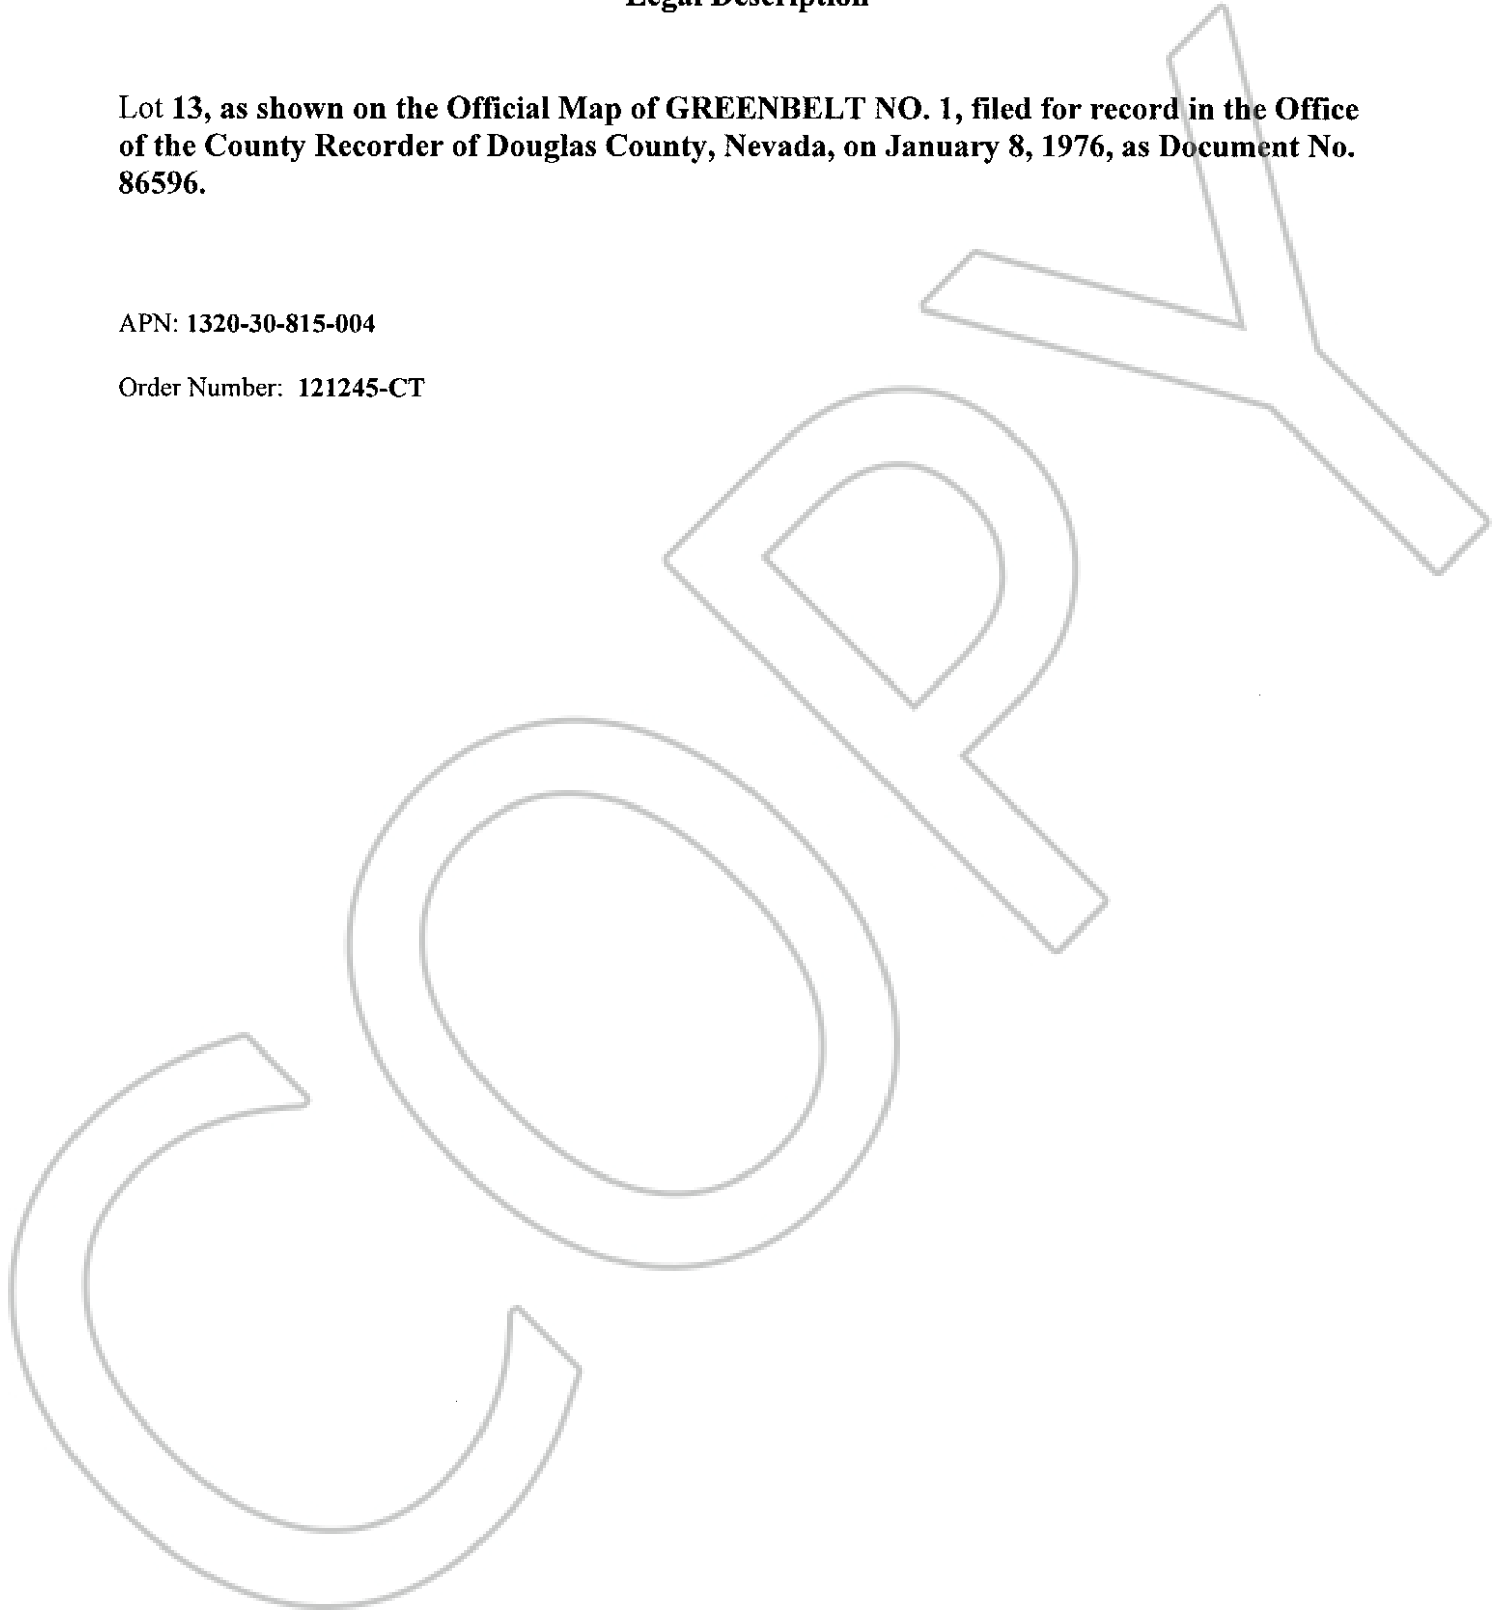 Legal Description
Lot 13, as shown on the Official Map of GREENBELT NO. 1, filed for record in the Office
of the County Recorder of Douglas County, Nevada, on January 8, 1976, as Document No.
86596.
APN: 1320-30-815-004
Order Number: 121245-CT
COPY